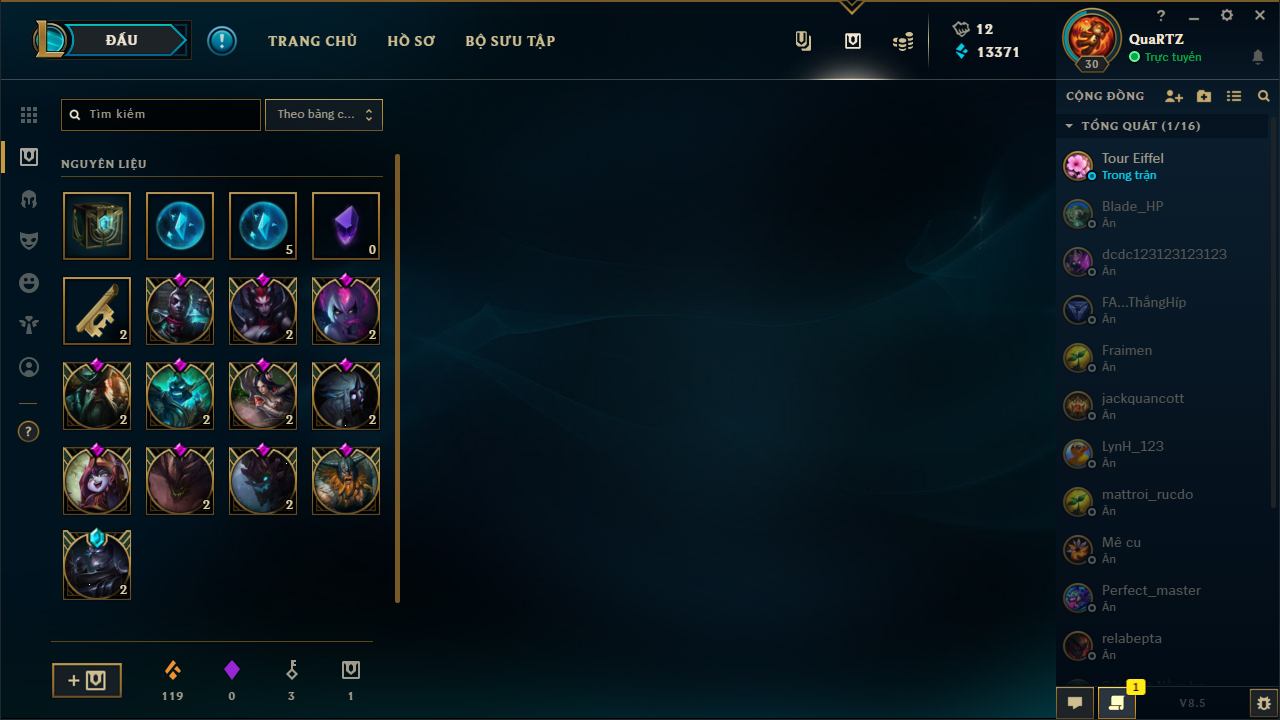 ĐẤU
TRANG CHỦ
HỒ SƠ
BỘ SƯU TẬP
12
13371
30
QuaRTZ
Trực tuyến
Tìm kiếm
Theo bảng c...
NGUYÊN LIỆU
5
0
2
2
2
2
2
2
2
2
2
2
119
0
3
1
CỘNG ĐỒNG
TỔNG QUÁT (1/16)
Tour Eiffel
Trong trận
Blade_HP
Ẩn
dcdc123123123123
Ẩn
FA...ThắngHíp
Ẩn
Fraimen
Ẩn
jackquancott
Ẩn
LynH_123
Ẩn
mattroi_rucdo
Ẩn
Mê cu
Ẩn
Perfect_master
Ẩn
relabepta
Ẩn
1
V8.5